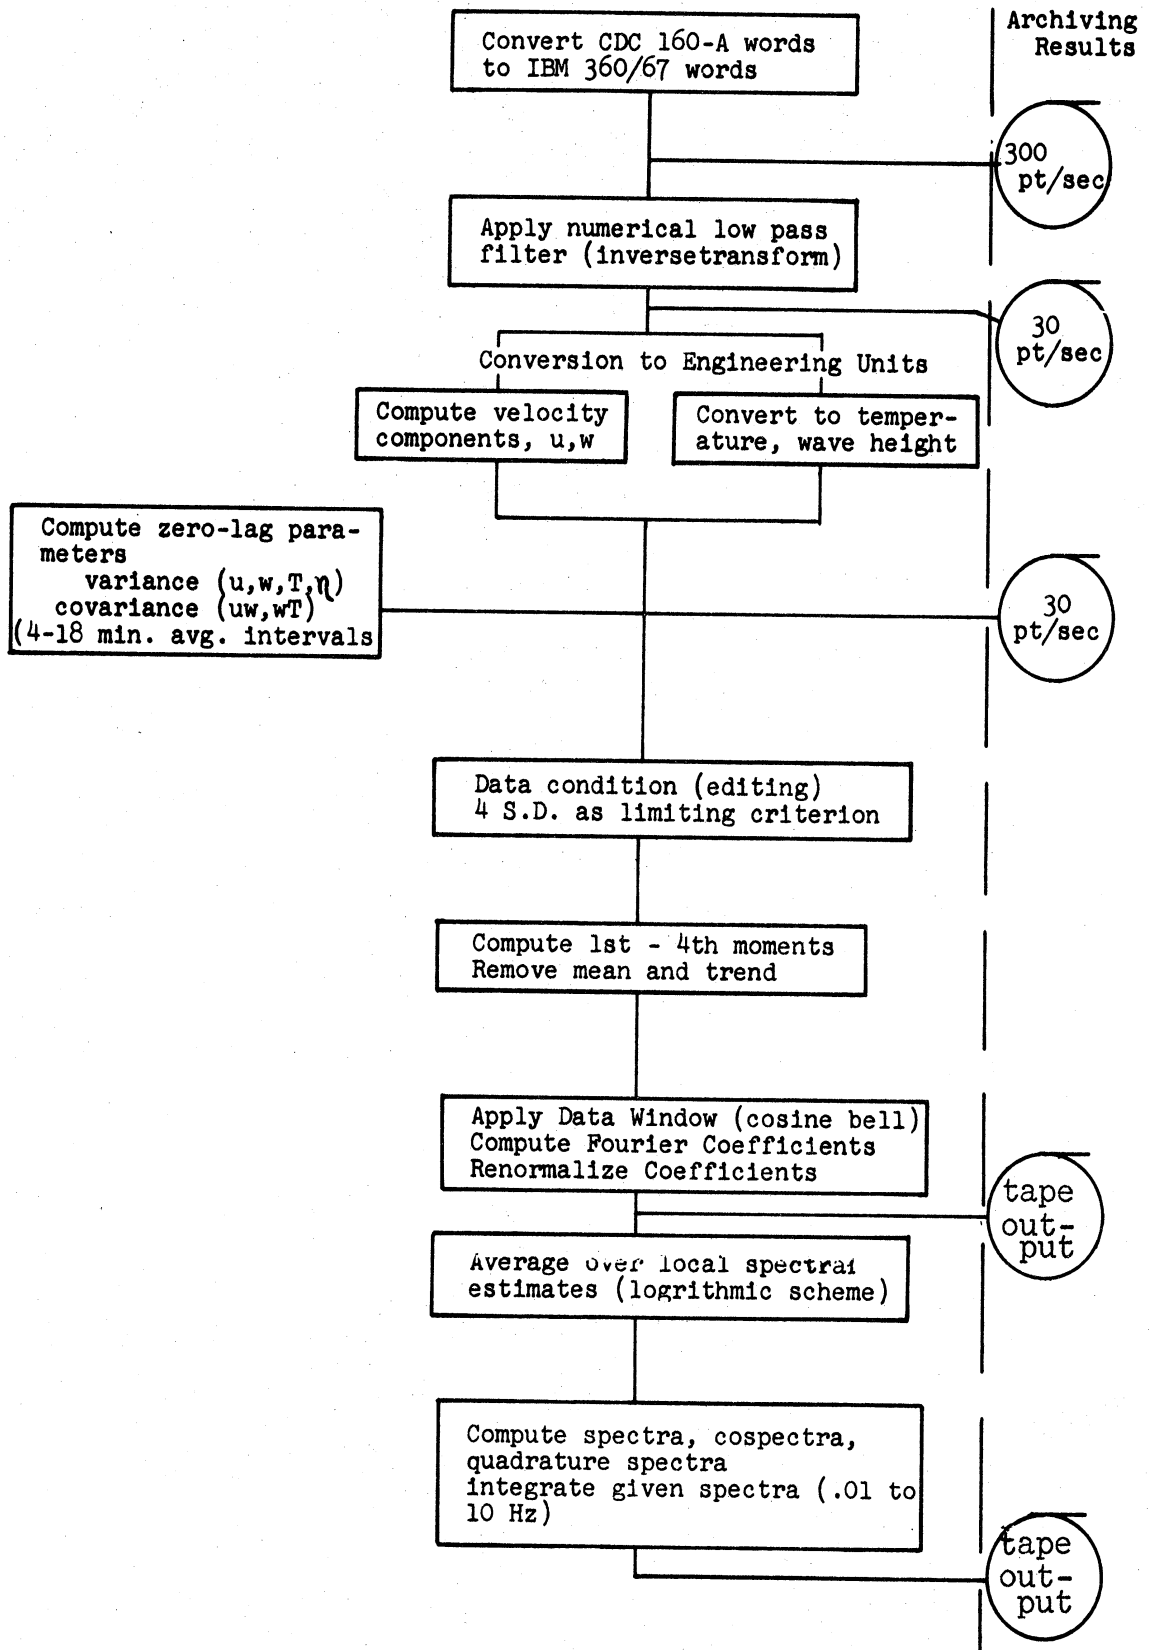 Archiving
Results
Convert CDC 160-A words
to IBM 360/67 words
300
pt/sec
Apply numerical low pass
filter (inversetransform)
30
pt/sec
Conversion to Engineering Units
Compute velocity
components, u,w
Convert to temper-
ature, wave height
Compute zero-lag para-
meters
variance (u,w,T,η)
covariance (uw,wT)
(4-18 min. avg. intervals
30
pt/sec
Data condition (editing)
4 S.D. as limiting criterion
Compute 1st - 4th moments
Remove mean and trend
Apply Data Window (cosine bell)
Compute Fourier Coefficients
Renormalize Coefficients
tape
out-
put
Average over local spectral
estimates (logrithmic scheme)
Compute spectra, cospectra,
quadrature spectra
integrate given spectra (.01 to
10 Hz)
tape
out-
put